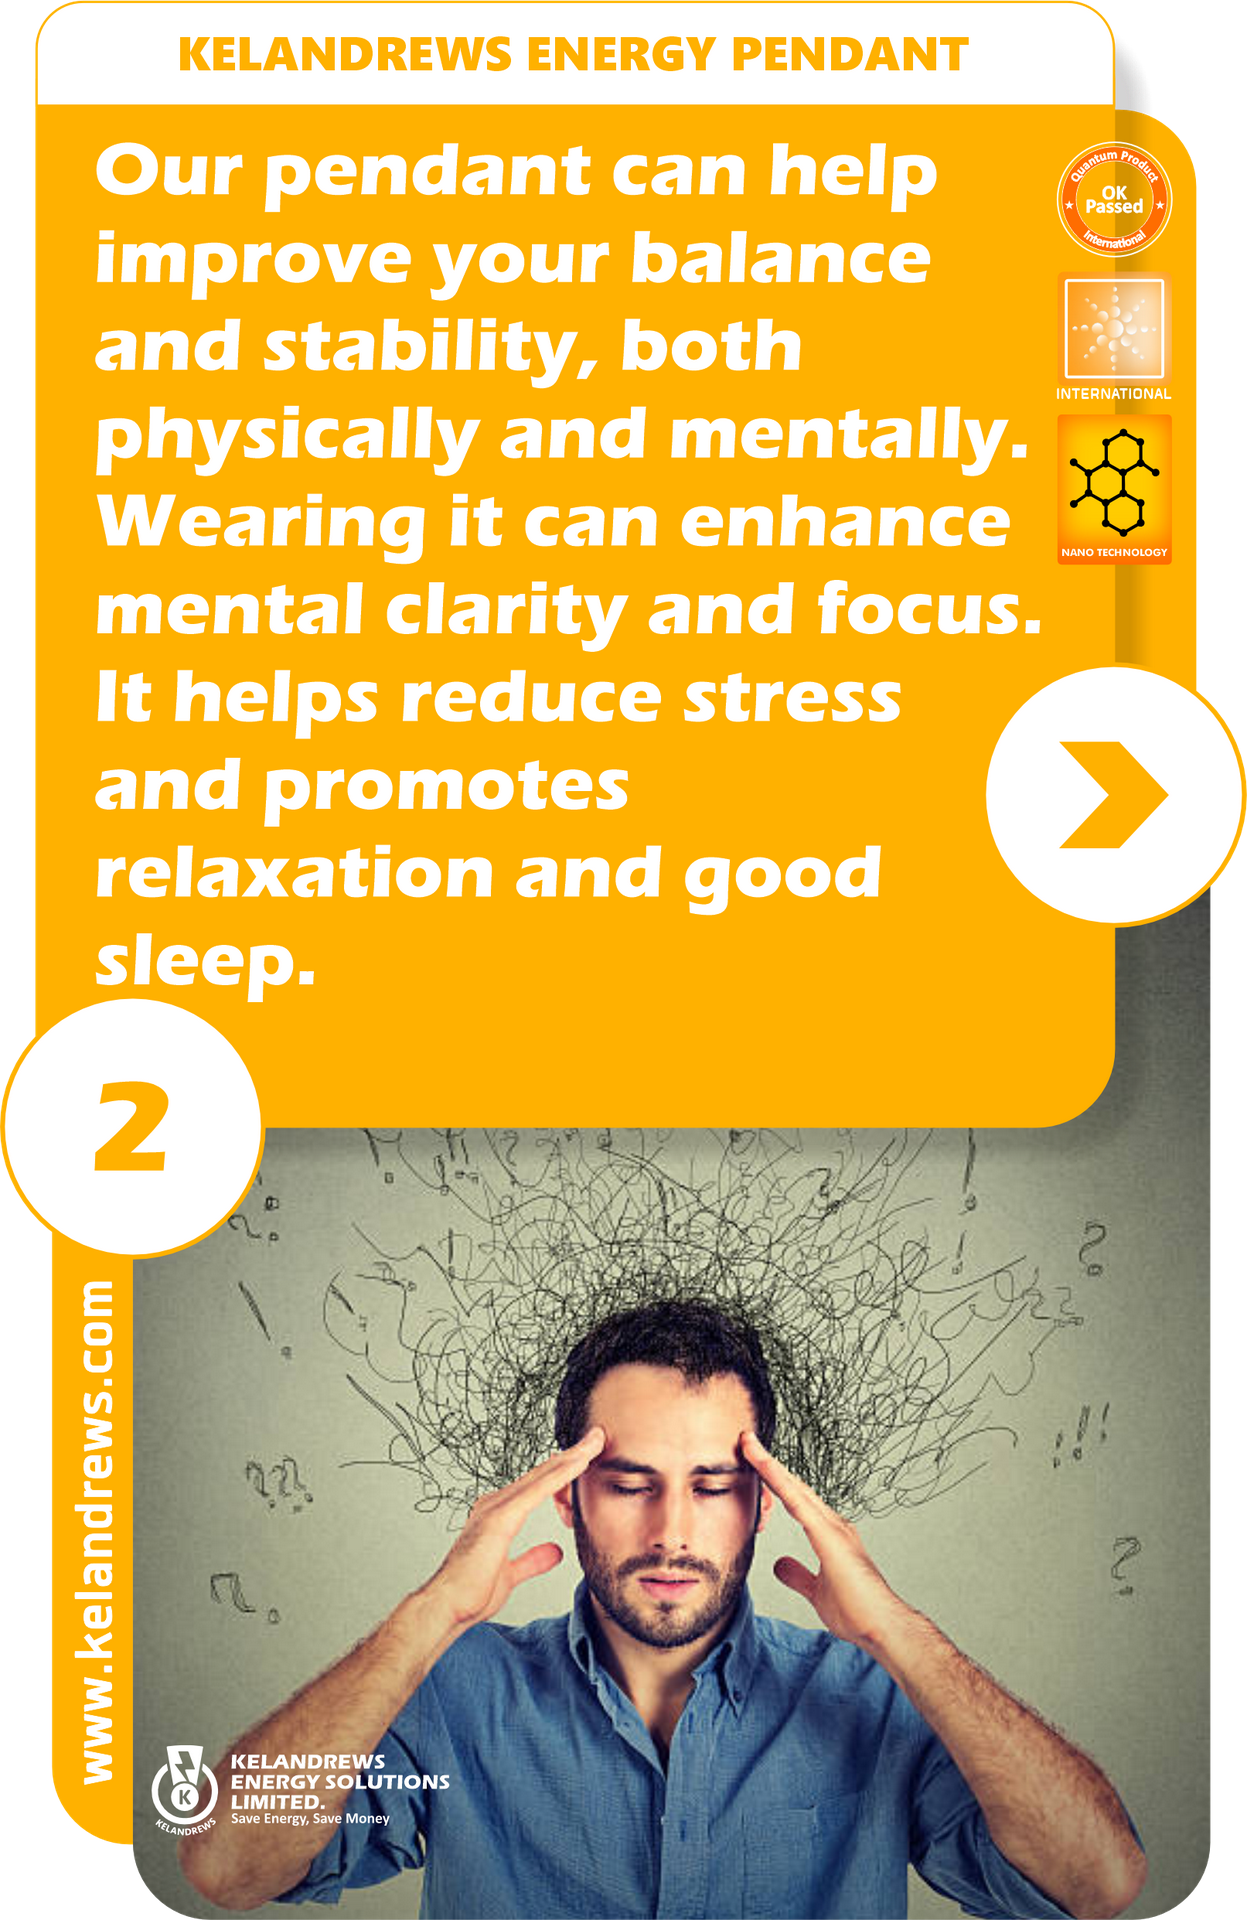 KELANDREWS ENERGY PENDANT
Our pendant can help
improve your balance
and stability, both
physically and mentally.
Wearing it can enhance
mental clarity and focus.
It helps reduce stress
and promotes
relaxation and good
sleep.
Quantum Product
OK
Passed
International
INTERNATIONAL
NANO TECHNOLOGY
2
www.kelandrews.com
K
KELANDREWS
KELANDREWS
ENERGY SOLUTIONS
LIMITED.
Save Energy, Save Money